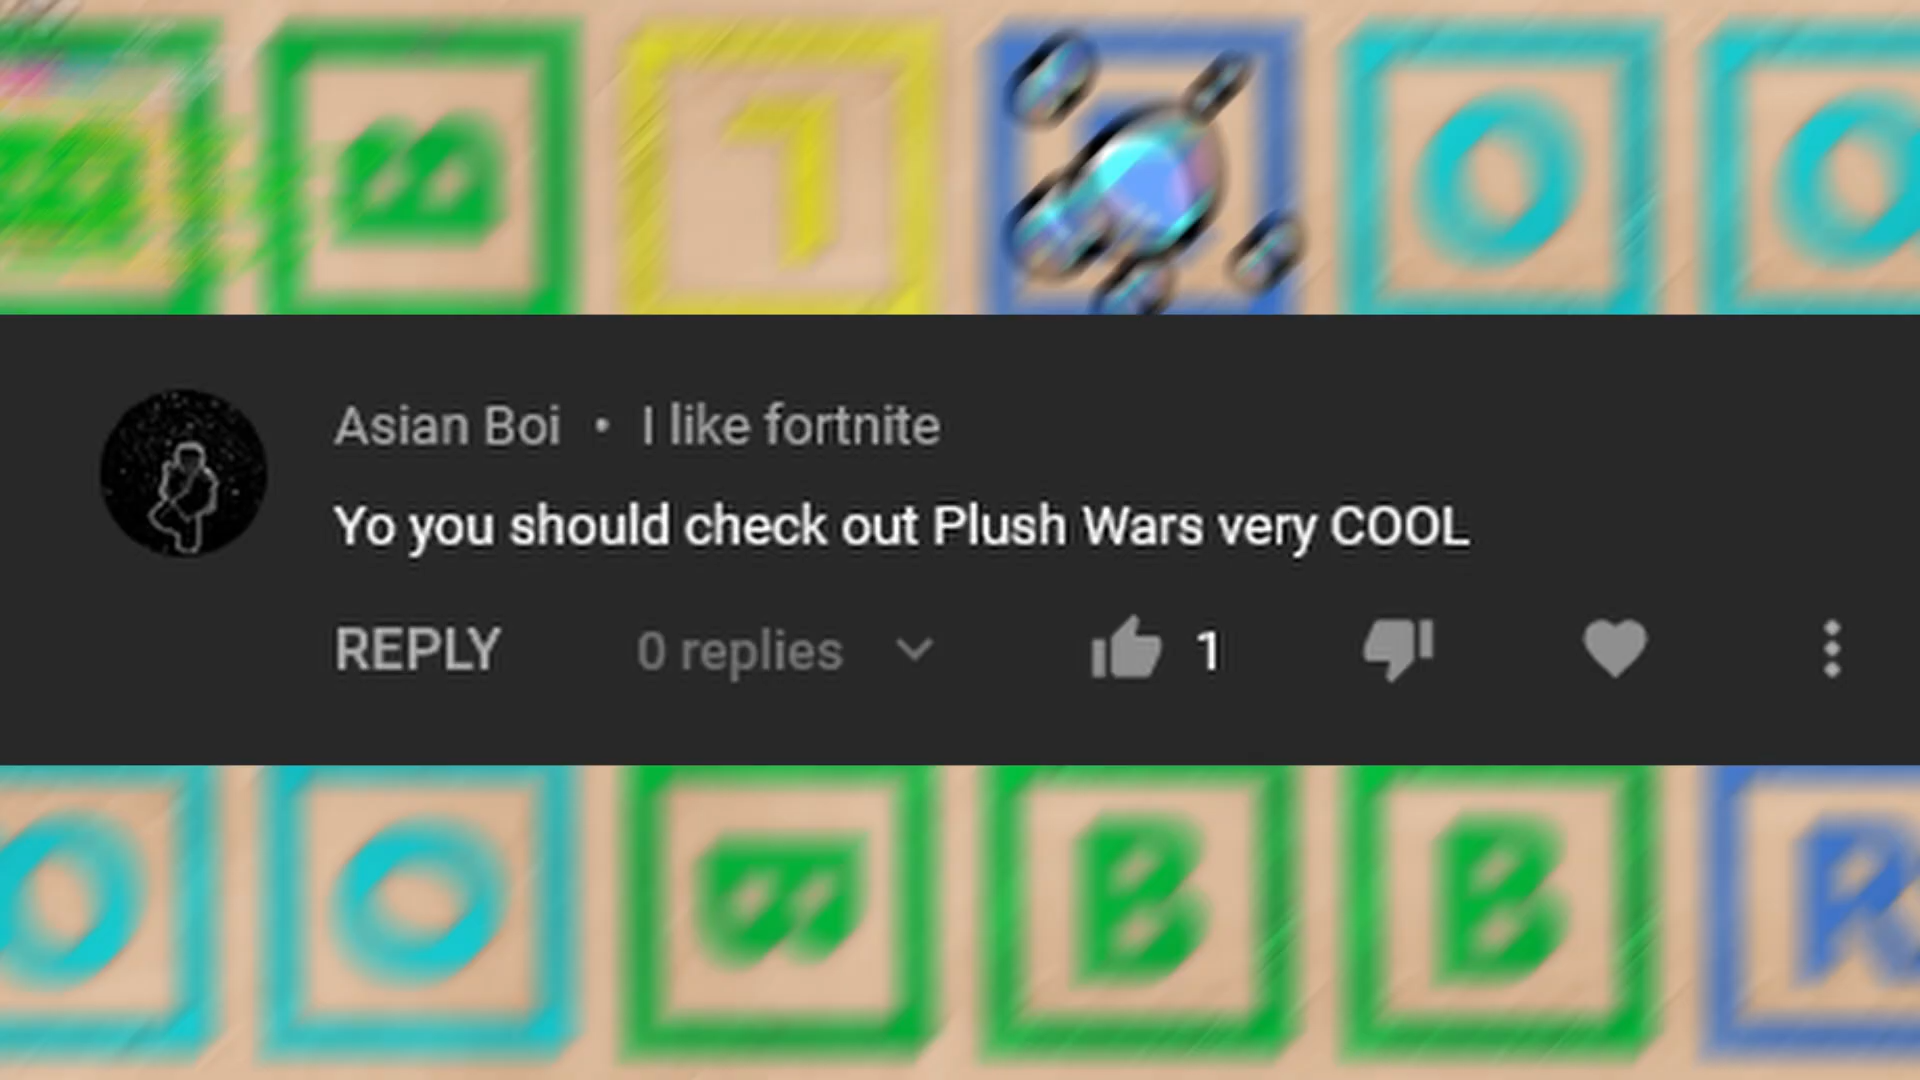 B B L O O
Asian Boi • I like fortnite
Yo you should check out Plush Wars very COOL
REPLY 0 replies 1
O O B B B R